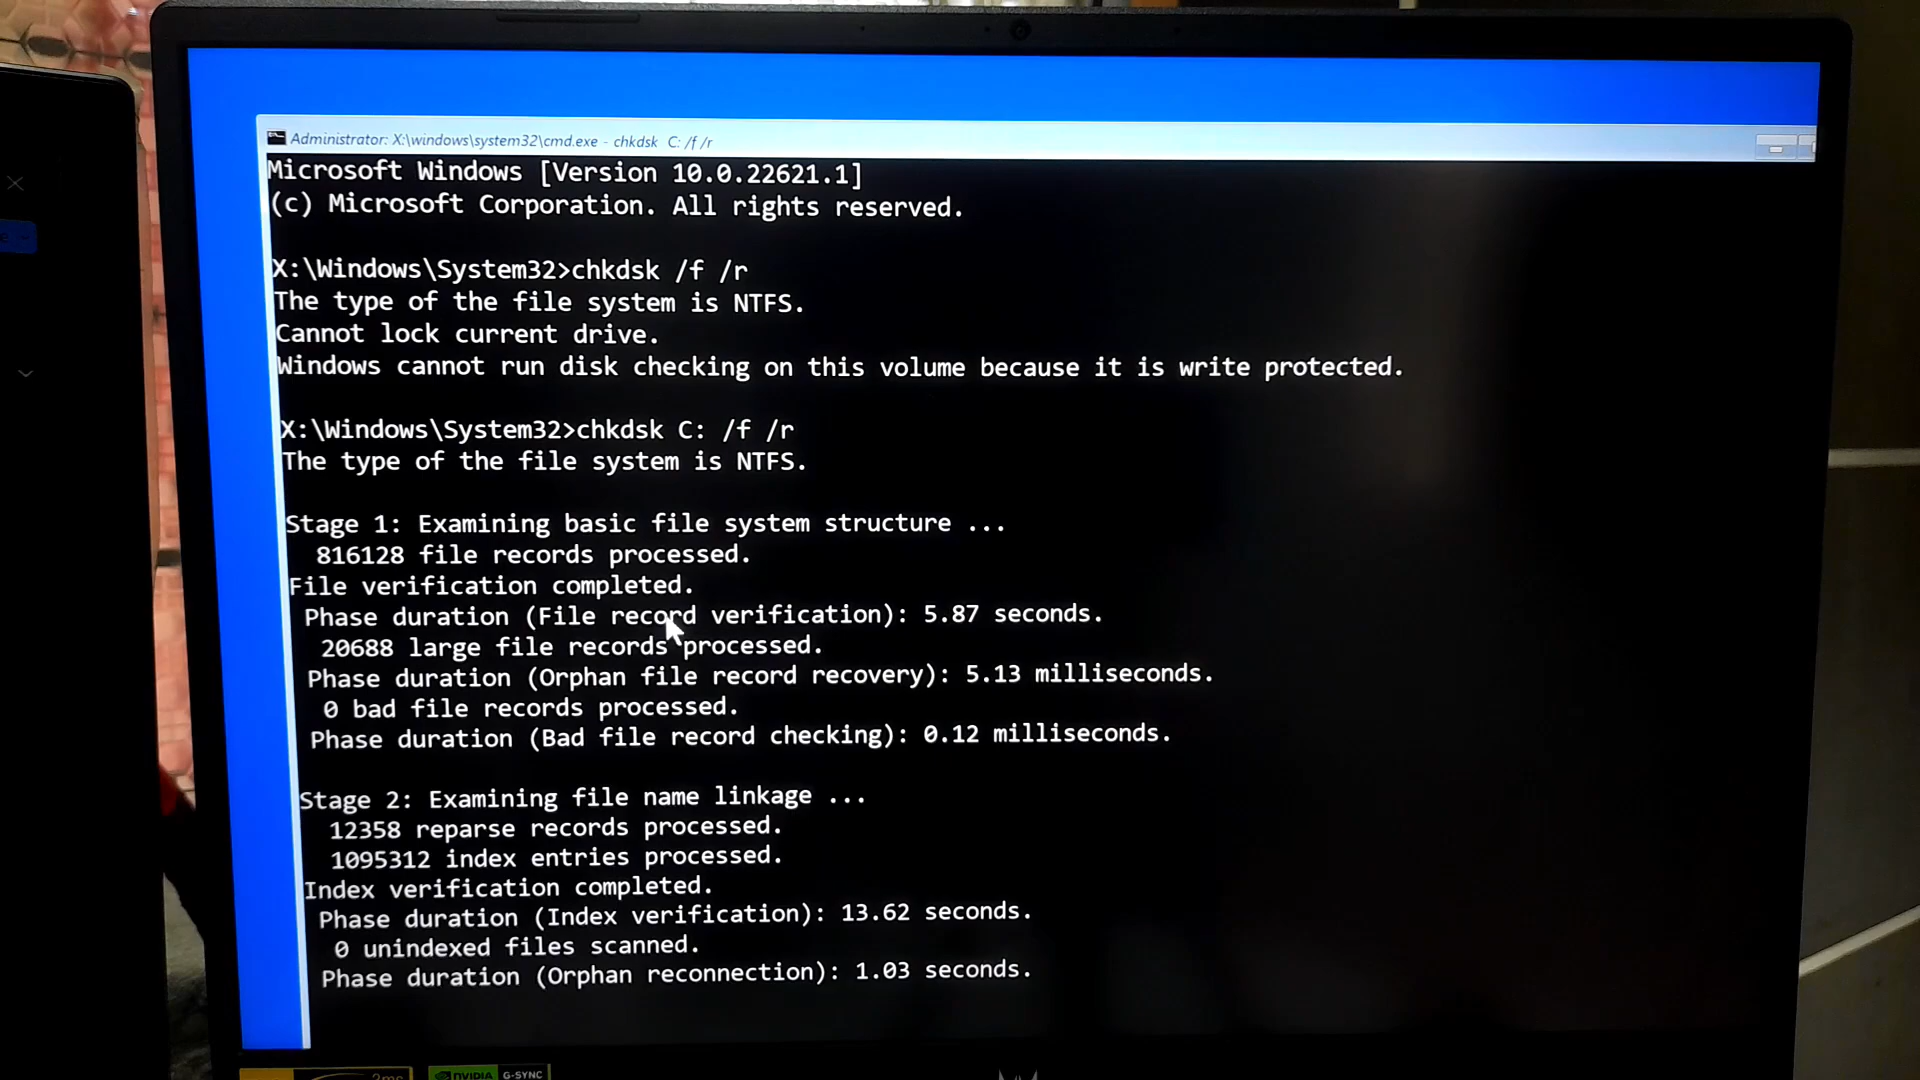 Administrator: X:\windows\system32\cmd.exe - chkdsk  C: /f /r
Microsoft Windows [Version 10.0.22621.1]
(c) Microsoft Corporation. All rights reserved.
X:\Windows\System32>chkdsk /f /r
The type of the file system is NTFS.
Cannot lock current drive.
Windows cannot run disk checking on this volume because it is write protected.
X:\Windows\System32>chkdsk C: /f /r
The type of the file system is NTFS.
Stage 1: Examining basic file system structure ...
816128 file records processed.
File verification completed.
Phase duration (File record verification): 5.87 seconds.
20688 large file records processed.
Phase duration (Orphan file record recovery): 5.13 milliseconds.
0 bad file records processed.
Phase duration (Bad file record checking): 0.12 milliseconds.
Stage 2: Examining file name linkage ...
12358 reparse records processed.
1095312 index entries processed.
Index verification completed.
Phase duration (Index verification): 13.62 seconds.
0 unindexed files scanned.
Phase duration (Orphan reconnection): 1.03 seconds.
NVIDIA G-SYNC